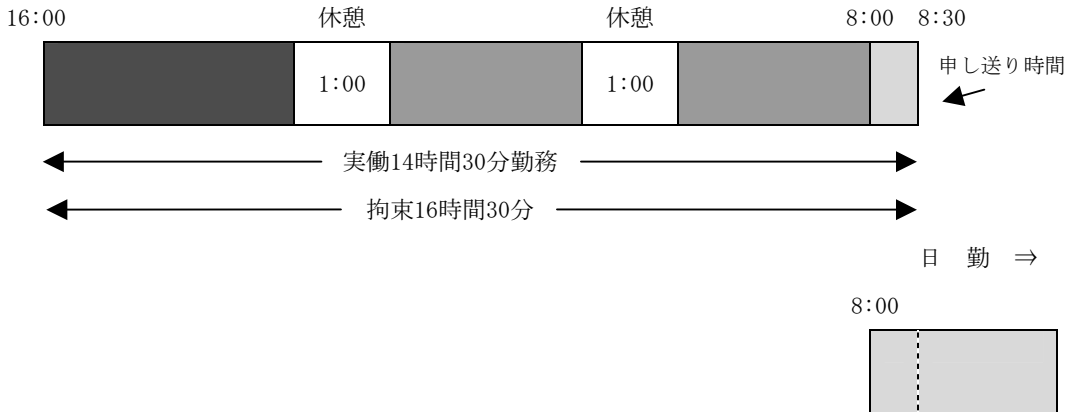 16:00 休憩 休憩 8:00 8:30
1:00 1:00 申し送り時間
実働14時間30分勤務
拘束16時間30分
日 勤 ⇒
8:00